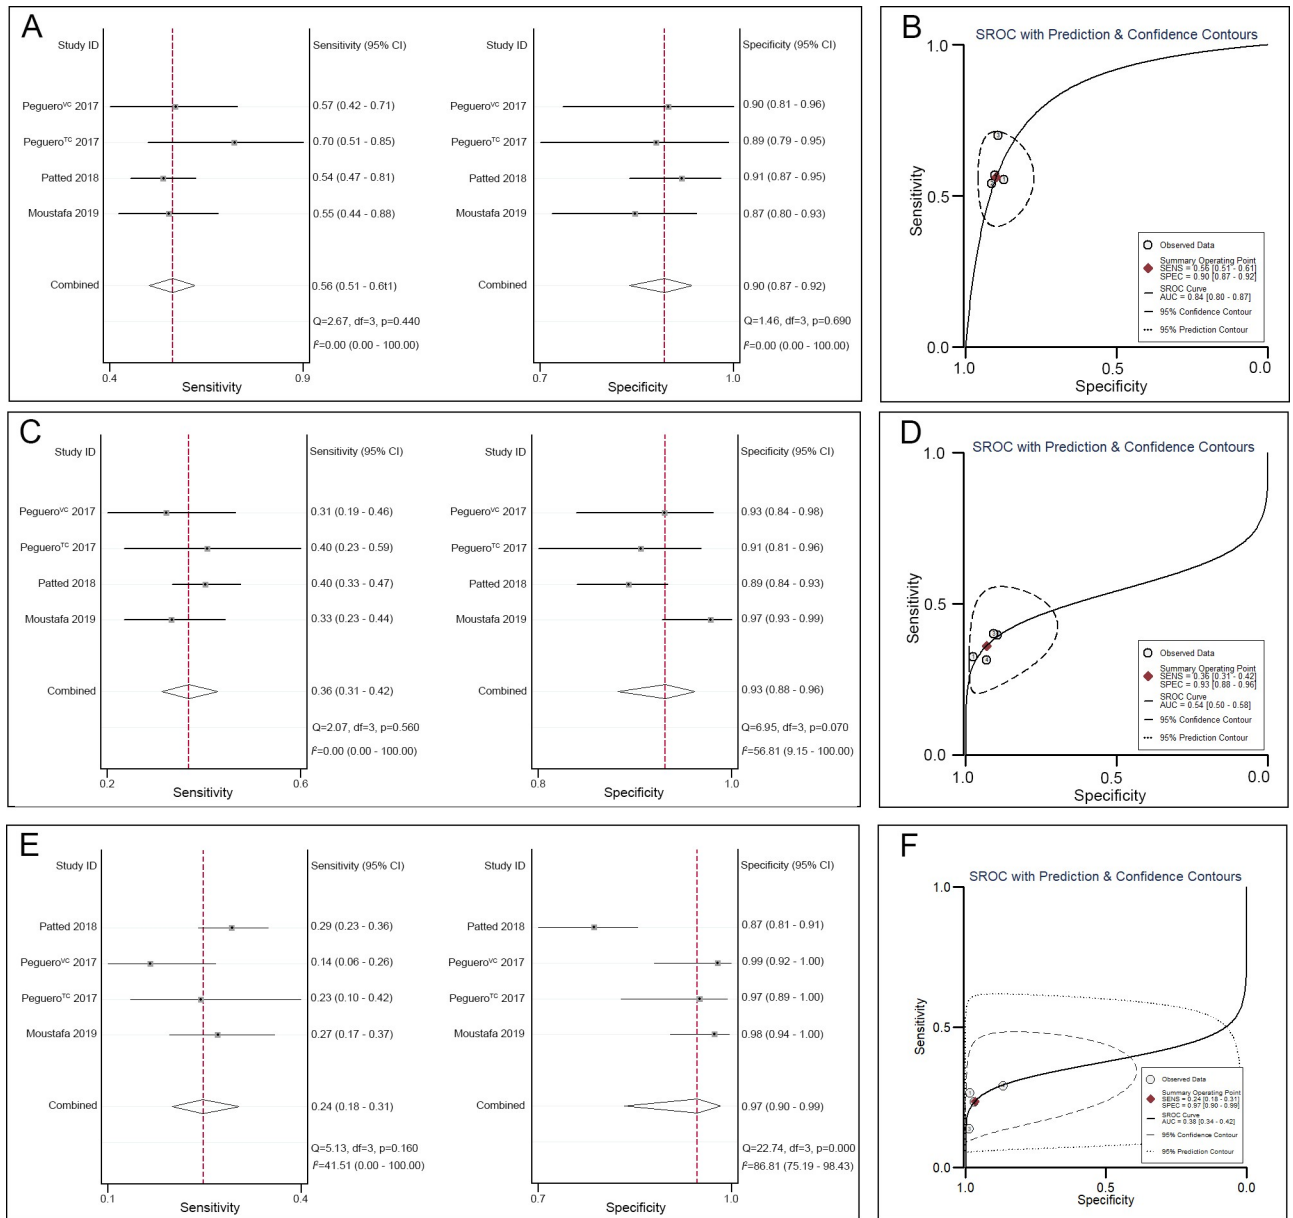 A
Study ID
Sensitivity (95% CI)
Peguero^VC 2017
0.57 (0.42 - 0.71)
Peguero^TC 2017
0.70 (0.51 - 0.85)
Patted 2018
0.54 (0.47 - 0.81)
Moustafa 2019
0.55 (0.44 - 0.88)
Combined
0.56 (0.51 - 0.6t1)
Q=2.67, df=3, p=0.440
I²=0.00 (0.00 - 100.00)
0.4
0.9
Sensitivity
Study ID
Specificity (95% CI)
Peguero^VC 2017
0.90 (0.81 - 0.96)
Peguero^TC 2017
0.89 (0.79 - 0.95)
Patted 2018
0.91 (0.87 - 0.95)
Moustafa 2019
0.87 (0.80 - 0.93)
Combined
0.90 (0.87 - 0.92)
Q=1.46, df=3, p=0.690
I²=0.00 (0.00 - 100.00)
0.7
1.0
Specificity
B
SROC with Prediction & Confidence Contours
1.0
0.5
0.0
Sensitivity
Observed Data
Summary Operating Point
SENS = 0.56 [0.51 - 0.61]
SPEC = 0.90 [0.87 - 0.92]
SROC Curve
AUC = 0.84 [0.80 - 0.87]
95% Confidence Contour
95% Prediction Contour
1.0
0.5
0.0
Specificity
C
Study ID
Sensitivity (95% CI)
Peguero^VC 2017
0.31 (0.19 - 0.46)
Peguero^TC 2017
0.40 (0.23 - 0.59)
Patted 2018
0.40 (0.33 - 0.47)
Moustafa 2019
0.33 (0.23 - 0.44)
Combined
0.36 (0.31 - 0.42)
Q=2.07, df=3, p=0.560
I²=0.00 (0.00 - 100.00)
0.2
0.6
Sensitivity
Study ID
Specificity (95% CI)
Peguero^VC 2017
0.93 (0.84 - 0.98)
Peguero^TC 2017
0.91 (0.81 - 0.96)
Patted 2018
0.89 (0.84 - 0.93)
Moustafa 2019
0.97 (0.93 - 0.99)
Combined
0.93 (0.88 - 0.96)
Q=6.95, df=3, p=0.070
I²=56.81 (9.15 - 100.00)
0.8
1.0
Specificity
D
SROC with Prediction & Confidence Contours
1.0
0.5
0.0
Sensitivity
Observed Data
Summary Operating Point
SENS = 0.36 [0.31 - 0.42]
SPEC = 0.93 [0.88 - 0.96]
SROC Curve
AUC = 0.54 [0.50 - 0.58]
95% Confidence Contour
95% Prediction Contour
1.0
0.5
0.0
Specificity
E
Study ID
Sensitivity (95% CI)
Patted 2018
0.29 (0.23 - 0.36)
Peguero^VC 2017
0.14 (0.06 - 0.26)
Peguero^TC 2017
0.23 (0.10 - 0.42)
Moustafa 2019
0.27 (0.17 - 0.37)
Combined
0.24 (0.18 - 0.31)
Q=5.13, df=3, p=0.160
I²=41.51 (0.00 - 100.00)
0.1
0.4
Sensitivity
Study ID
Specificity (95% CI)
Patted 2018
0.87 (0.81 - 0.91)
Peguero^VC 2017
0.99 (0.92 - 1.00)
Peguero^TC 2017
0.97 (0.89 - 1.00)
Moustafa 2019
0.98 (0.94 - 1.00)
Combined
0.97 (0.90 - 0.99)
Q=22.74, df=3, p=0.000
I²=86.81 (75.19 - 98.43)
0.7
1.0
Specificity
F
SROC with Prediction & Confidence Contours
1.0
0.5
0.0
Sensitivity
Observed Data
Summary Operating Point
SENS = 0.24 [0.18 - 0.31]
SPEC = 0.97 [0.90 - 0.99]
SROC Curve
AUC = 0.38 [0.34 - 0.42]
95% Confidence Contour
95% Prediction Contour
1.0
0.5
0.0
Specificity